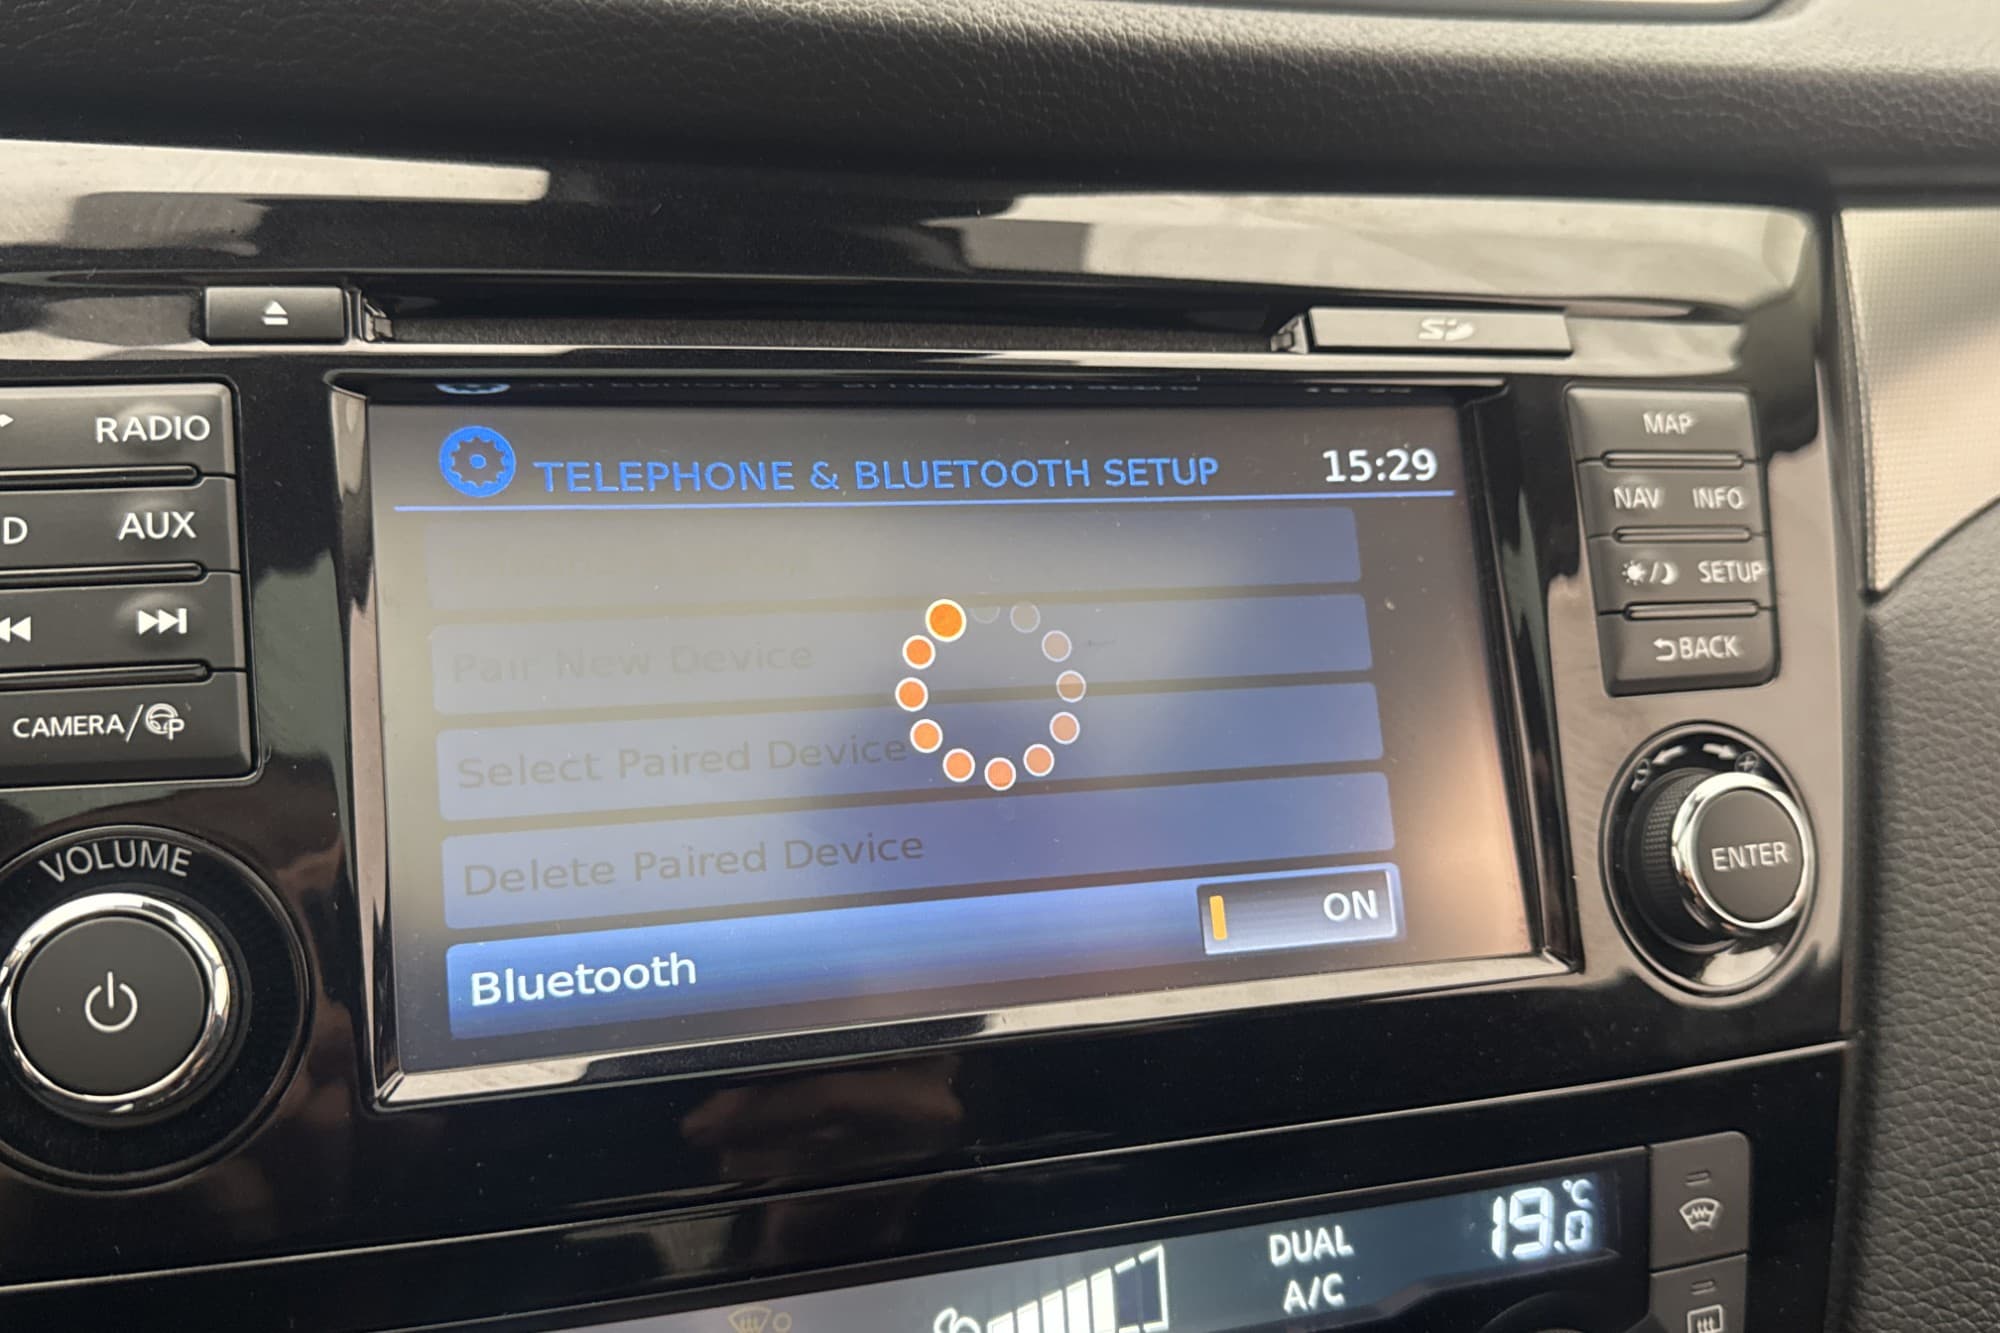 SD
RADIO
MAP
TELEPHONE & BLUETOOTH SETUP 15:29
D AUX
NAV INFO
SETUP
Pair New Device
BACK
CAMERA/
Select Paired Device
VOLUME
Delete Paired Device
ENTER
Bluetooth ON
DUAL 19.0 °C
A/C